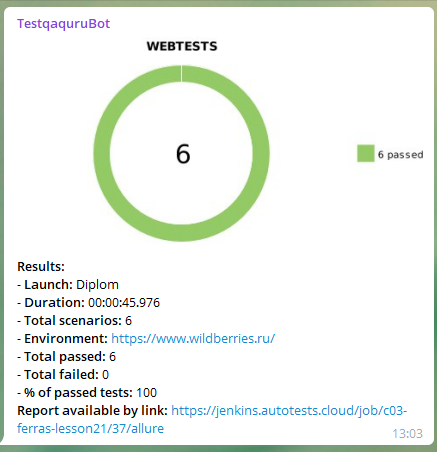 TestqaquruBot
WEBTESTS
6
6 passed
Results:
- Launch: Diplom
- Duration: 00:00:45.976
- Total scenarios: 6
- Environment: https://www.wildberries.ru/
- Total passed: 6
- Total failed: 0
- % of passed tests: 100
Report available by link: https://jenkins.autotests.cloud/job/c03-
ferras-lesson21/37/allure
13:03